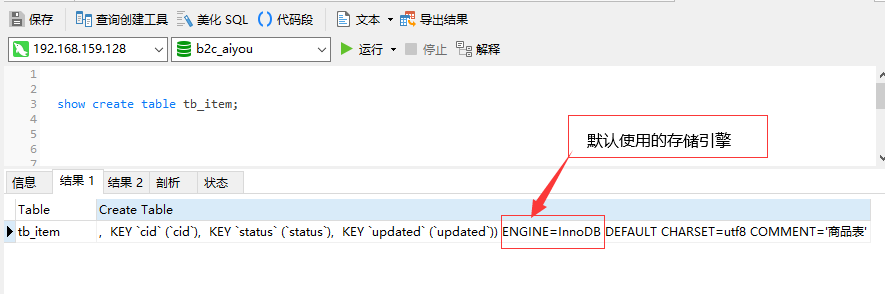 保存 查询创建工具 美化 SQL 代码段 文本 导出结果
192.168.159.128 b2c_aiyou 运行 停止 解释
1
2
3 show create table tb_item;
4
5
6
7
默认使用的存储引擎
信息 结果 1 结果 2 剖析 状态
Table Create Table
tb_item , KEY `cid` (`cid`), KEY `status` (`status`), KEY `updated` (`updated`)) ENGINE=InnoDB DEFAULT CHARSET=utf8 COMMENT='商品表'